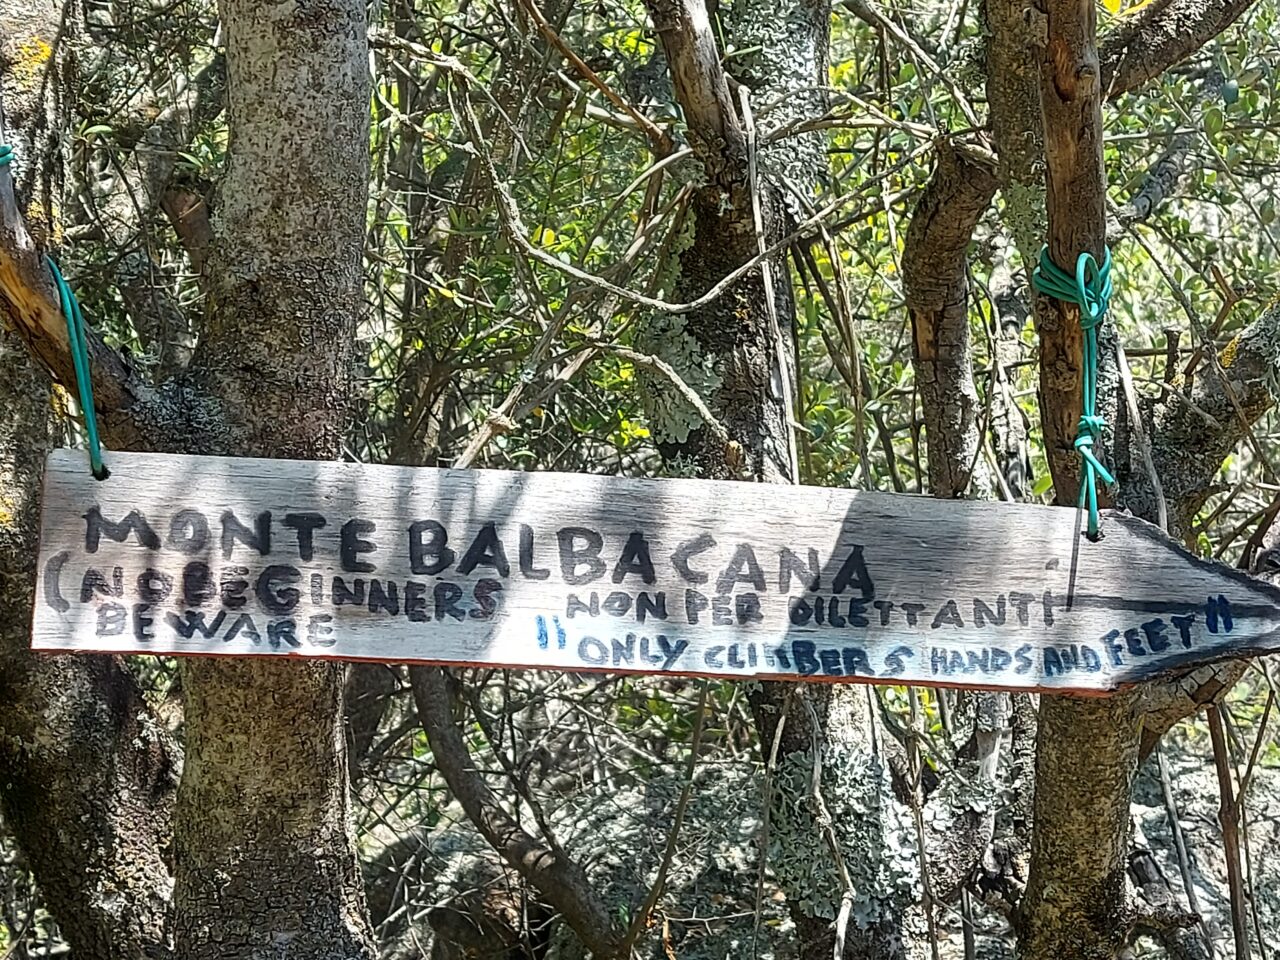 MONTE BALBACANA
(NO BEGINNERS NON PER DILETTANTI
BEWARE "ONLY CLIMBERS HANDS AND FEET"